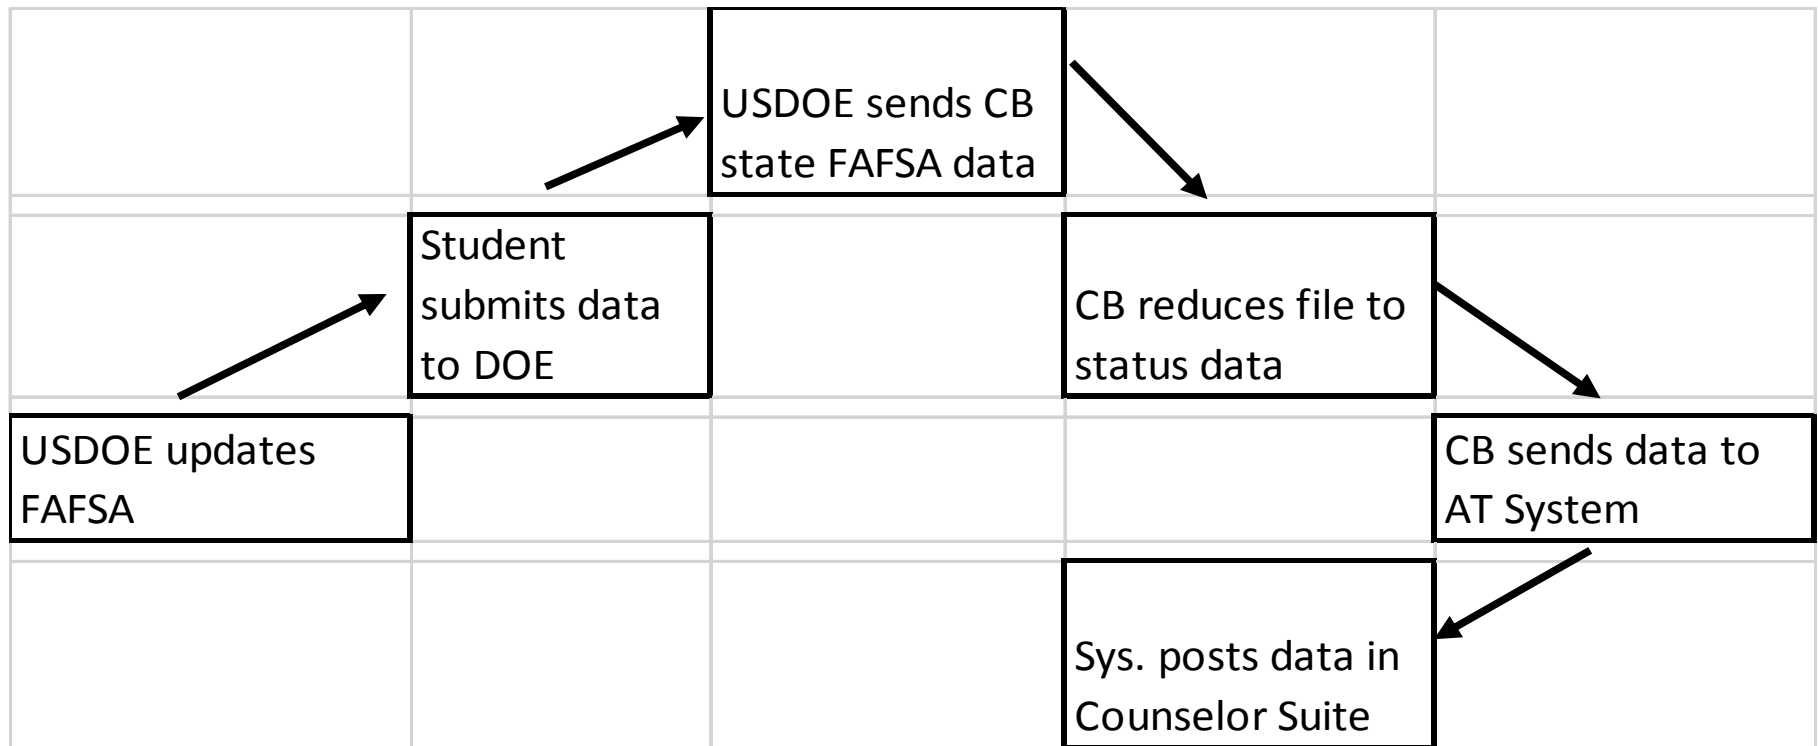 USDOE sends CB
state FAFSA data
Student
submits data
to DOE
CB reduces file to
status data
USDOE updates
FAFSA
CB sends data to
AT System
Sys. posts data in
Counselor Suite